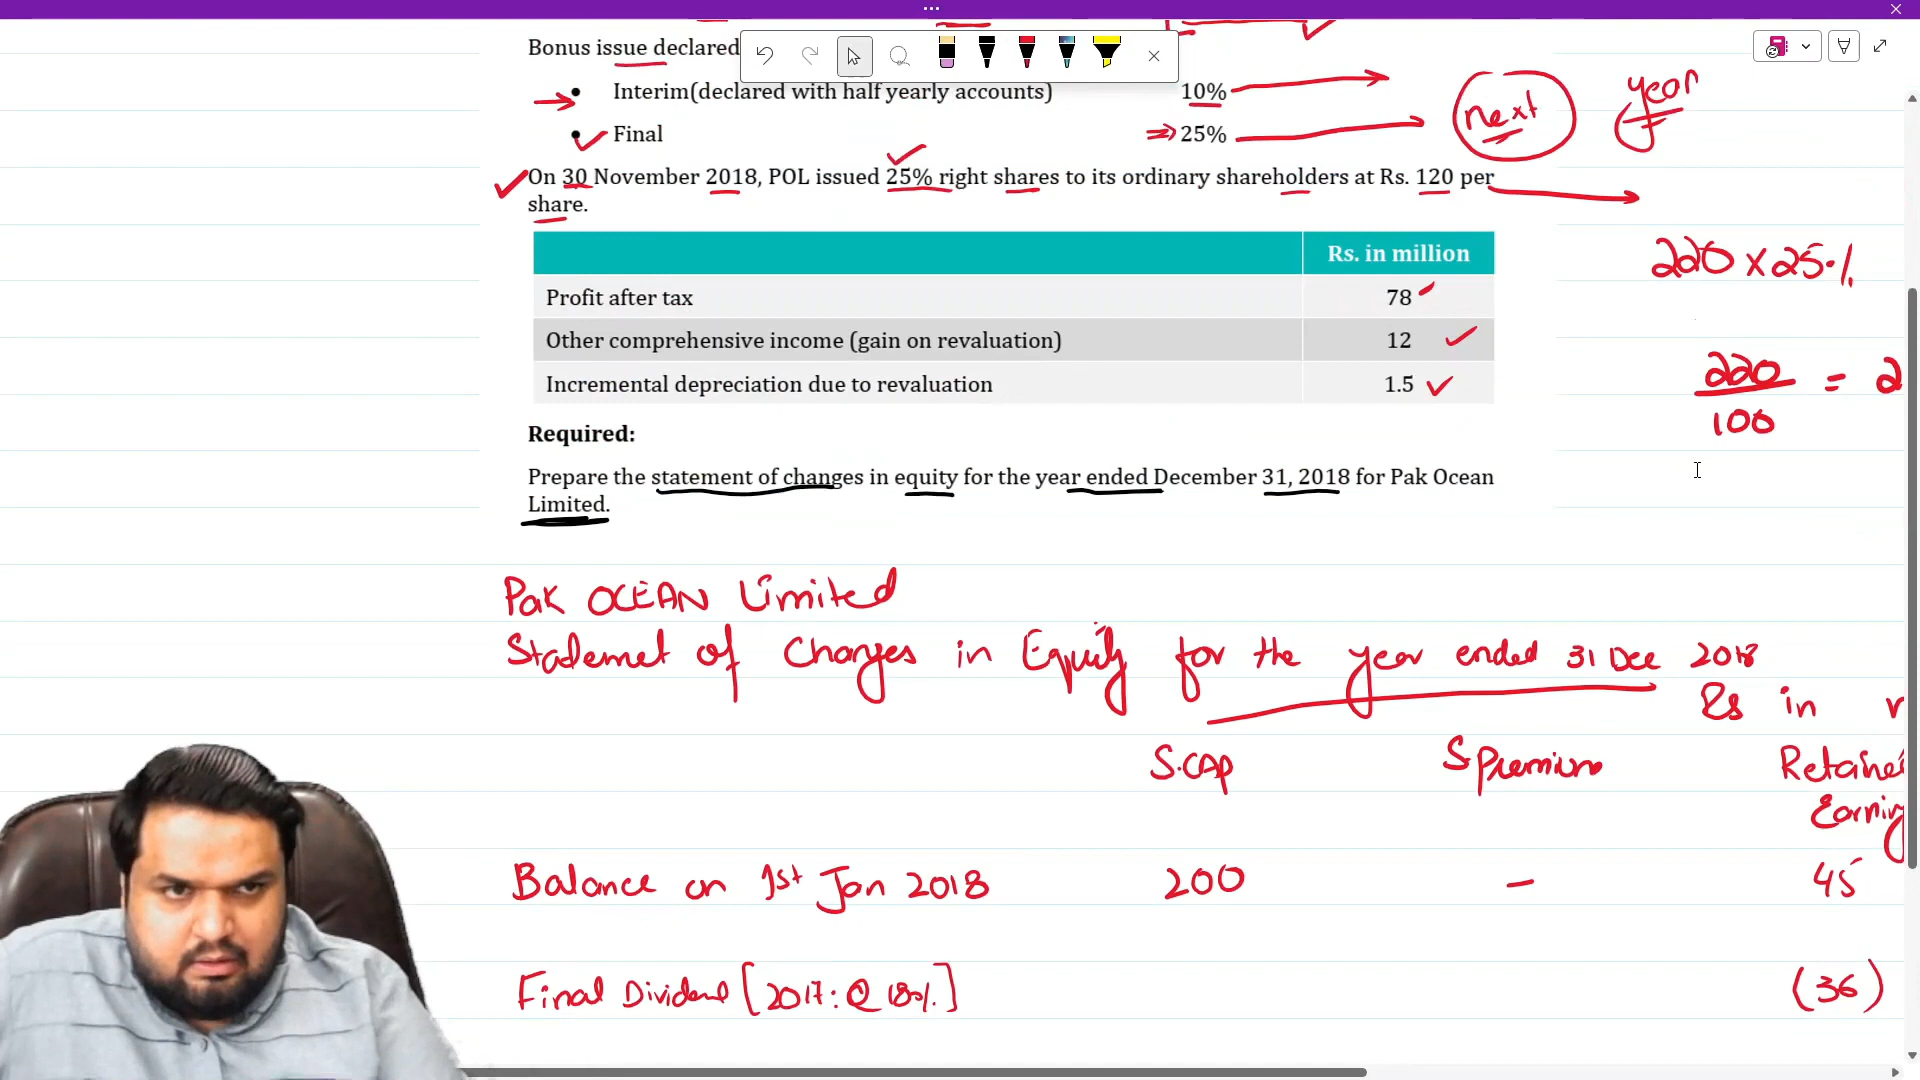 Bonus issue declared
• Interim(declared with half yearly accounts) 10%
• Final 25%
next year
On 30 November 2018, POL issued 25% right shares to its ordinary shareholders at Rs. 120 per
share.
220 x 25%
Rs. in million
Profit after tax 78
Other comprehensive income (gain on revaluation) 12
Incremental depreciation due to revaluation 1.5
220
100
= 2
Required:
Prepare the statement of changes in equity for the year ended December 31, 2018 for Pak Ocean
Limited.
Pak OCEAN Limited
Statemet of Changes in Equity for the year ended 31 Dec 2018
Rs in
S.CAP S.Premium Retaine
Earning
Balance on 1st Jan 2018 200 – 45
Final Dividend [2017: @ 18%] (36)